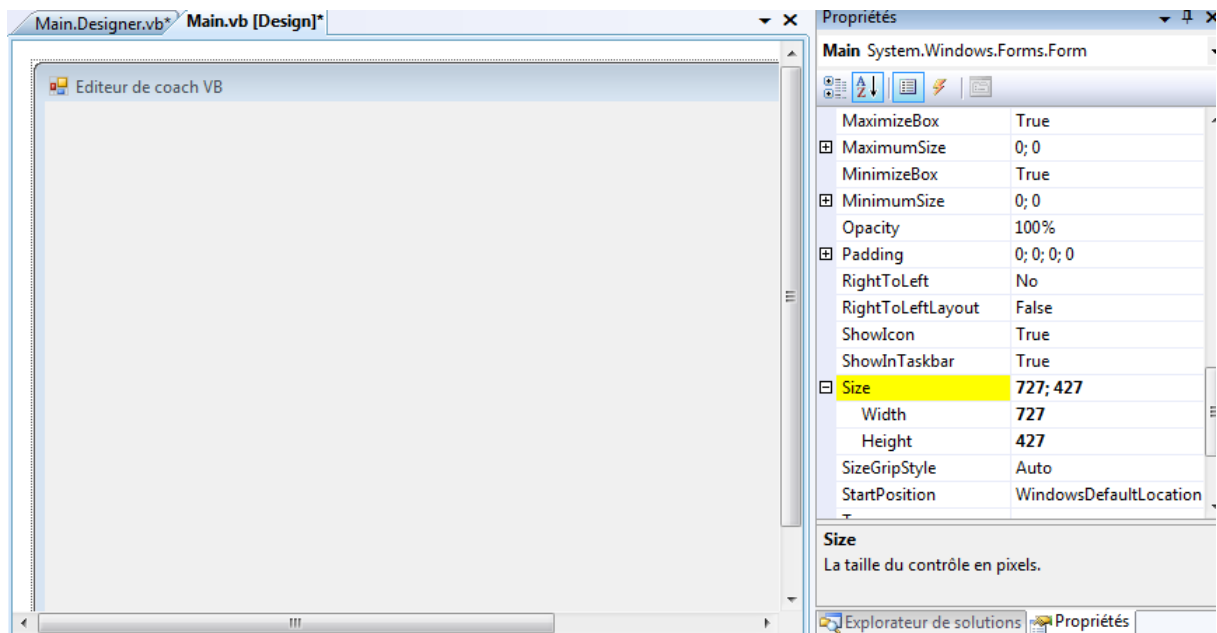 Main.Designer.vb* Main.vb [Design]*
Editeur de coach VB
Propriétés
Main System.Windows.Forms.Form
MaximizeBox True
MaximumSize 0; 0
MinimizeBox True
MinimumSize 0; 0
Opacity 100%
Padding 0; 0; 0; 0
RightToLeft No
RightToLeftLayout False
ShowIcon True
ShowInTaskbar True
Size 727; 427
Width 727
Height 427
SizeGripStyle Auto
StartPosition WindowsDefaultLocation
Size
La taille du contrôle en pixels.
Explorateur de solutions Propriétés